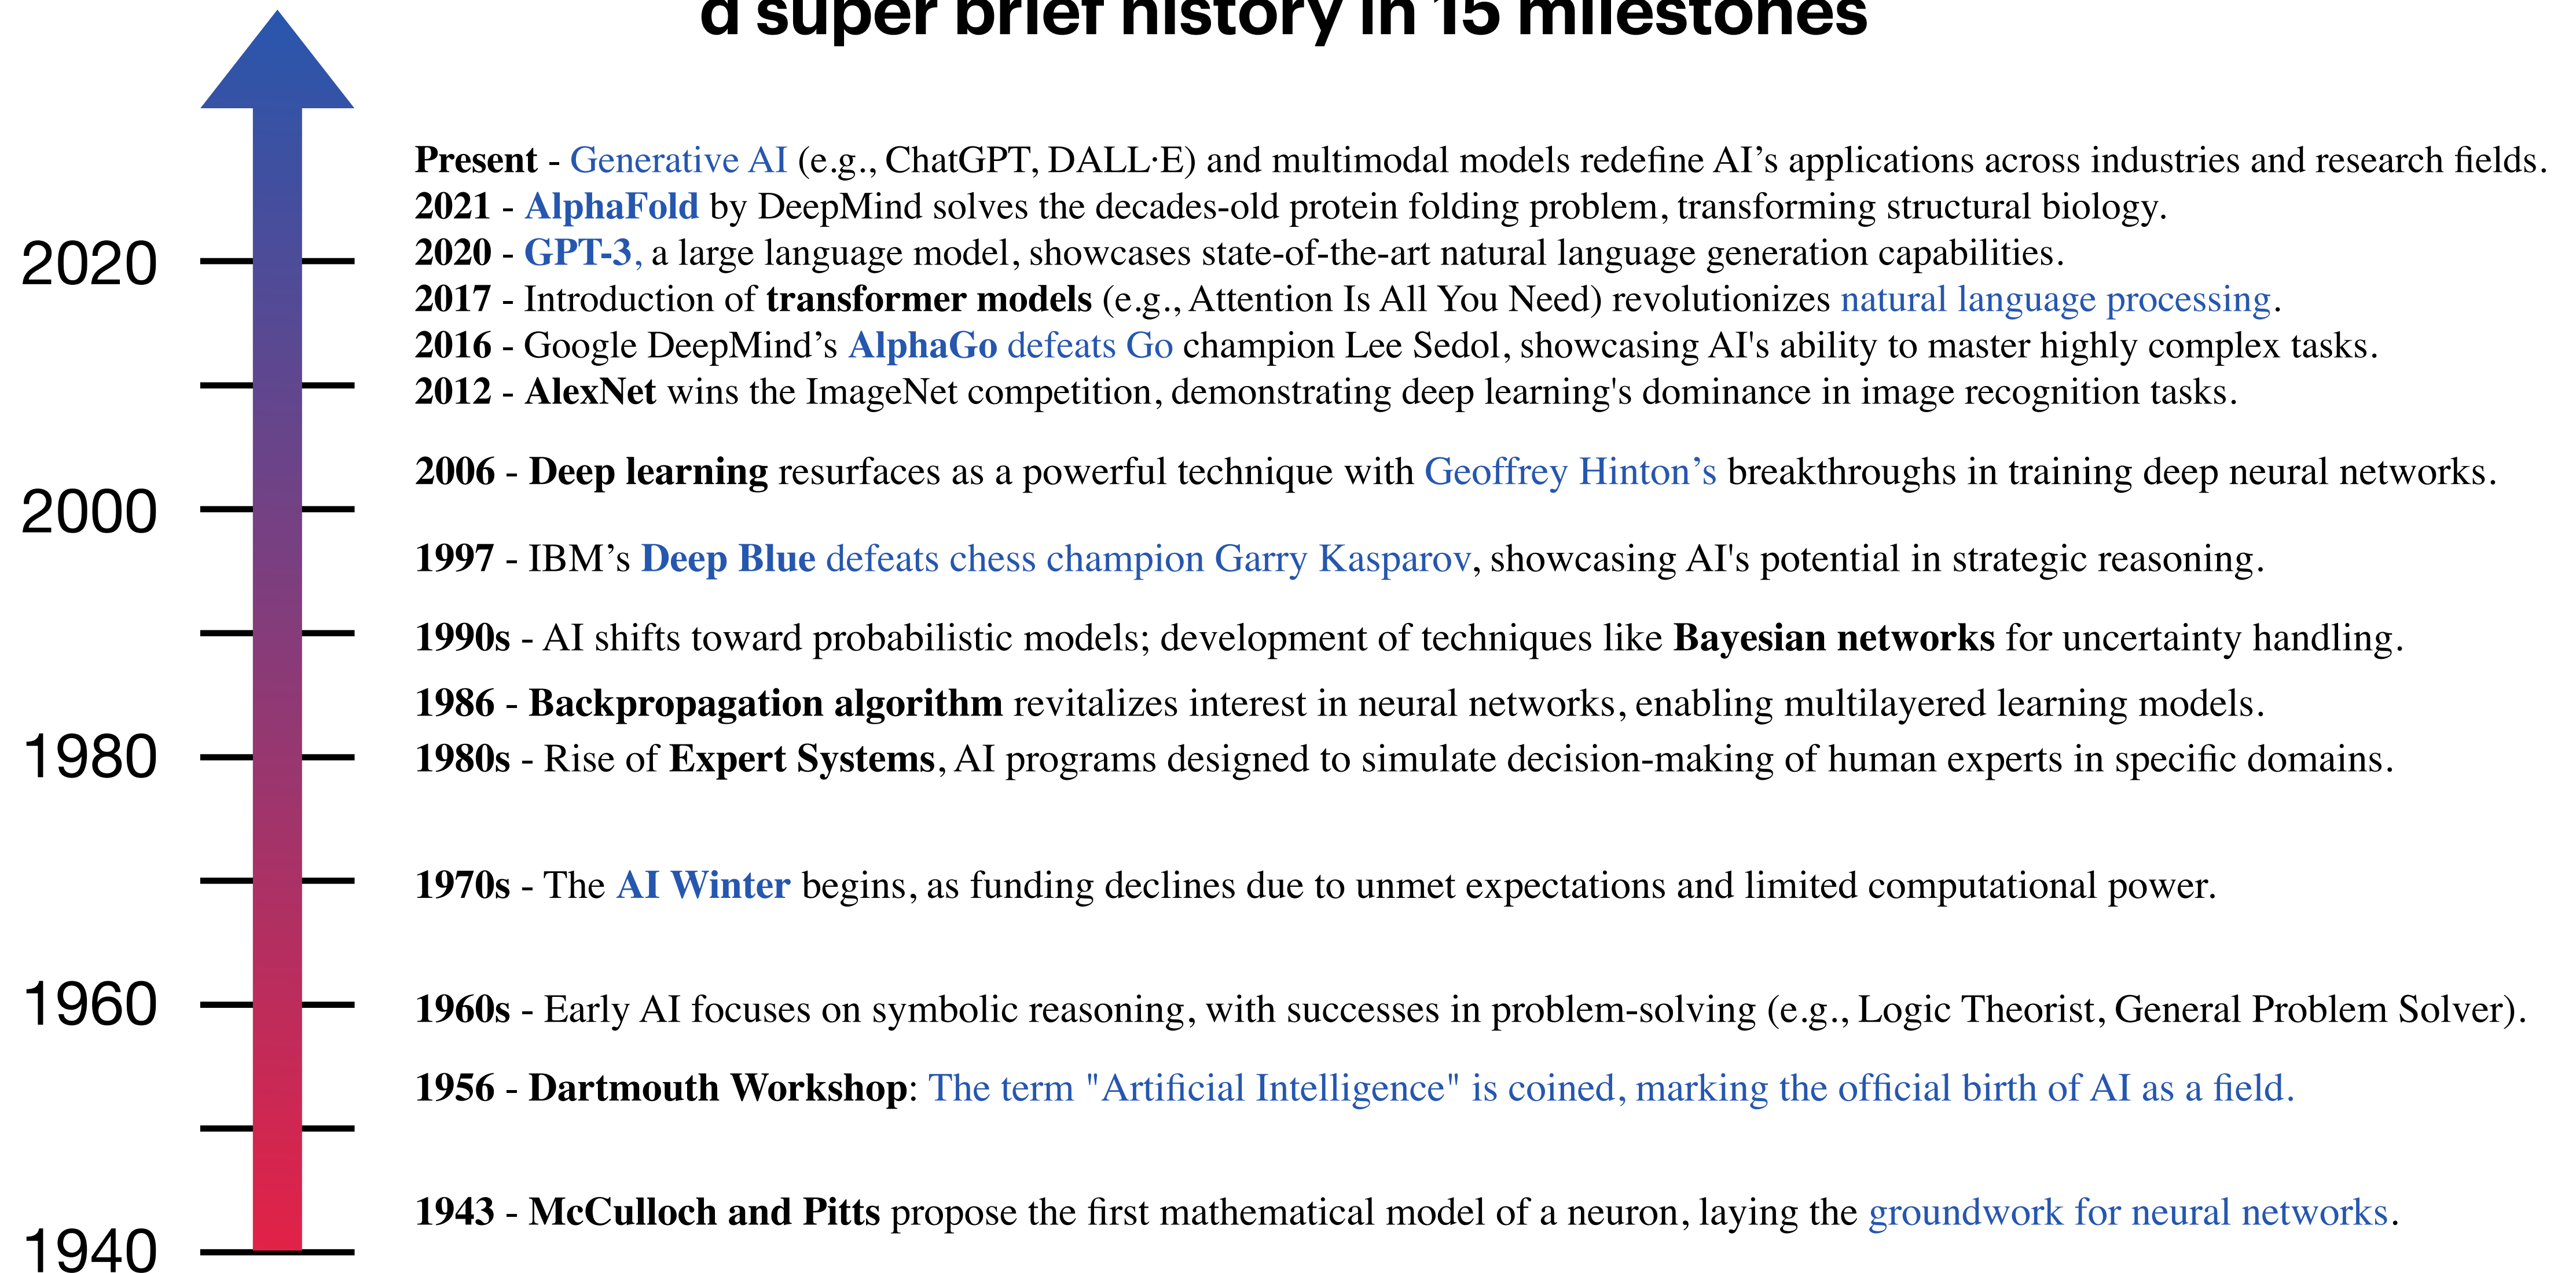 a super brief history in 15 milestones
Present - Generative AI (e.g., ChatGPT, DALL·E) and multimodal models redefine AI’s applications across industries and research fields.
2021 - AlphaFold by DeepMind solves the decades-old protein folding problem, transforming structural biology.
2020
2020 - GPT-3, a large language model, showcases state-of-the-art natural language generation capabilities.
2017 - Introduction of transformer models (e.g., Attention Is All You Need) revolutionizes natural language processing.
2016 - Google DeepMind’s AlphaGo defeats Go champion Lee Sedol, showcasing AI's ability to master highly complex tasks.
2012 - AlexNet wins the ImageNet competition, demonstrating deep learning's dominance in image recognition tasks.
2006 - Deep learning resurfaces as a powerful technique with Geoffrey Hinton’s breakthroughs in training deep neural networks.
2000
1997 - IBM’s Deep Blue defeats chess champion Garry Kasparov, showcasing AI's potential in strategic reasoning.
1990s - AI shifts toward probabilistic models; development of techniques like Bayesian networks for uncertainty handling.
1986 - Backpropagation algorithm revitalizes interest in neural networks, enabling multilayered learning models.
1980
1980s - Rise of Expert Systems, AI programs designed to simulate decision-making of human experts in specific domains.
1970s - The AI Winter begins, as funding declines due to unmet expectations and limited computational power.
1960
1960s - Early AI focuses on symbolic reasoning, with successes in problem-solving (e.g., Logic Theorist, General Problem Solver).
1956 - Dartmouth Workshop: The term "Artificial Intelligence" is coined, marking the official birth of AI as a field.
1943 - McCulloch and Pitts propose the first mathematical model of a neuron, laying the groundwork for neural networks.
1940